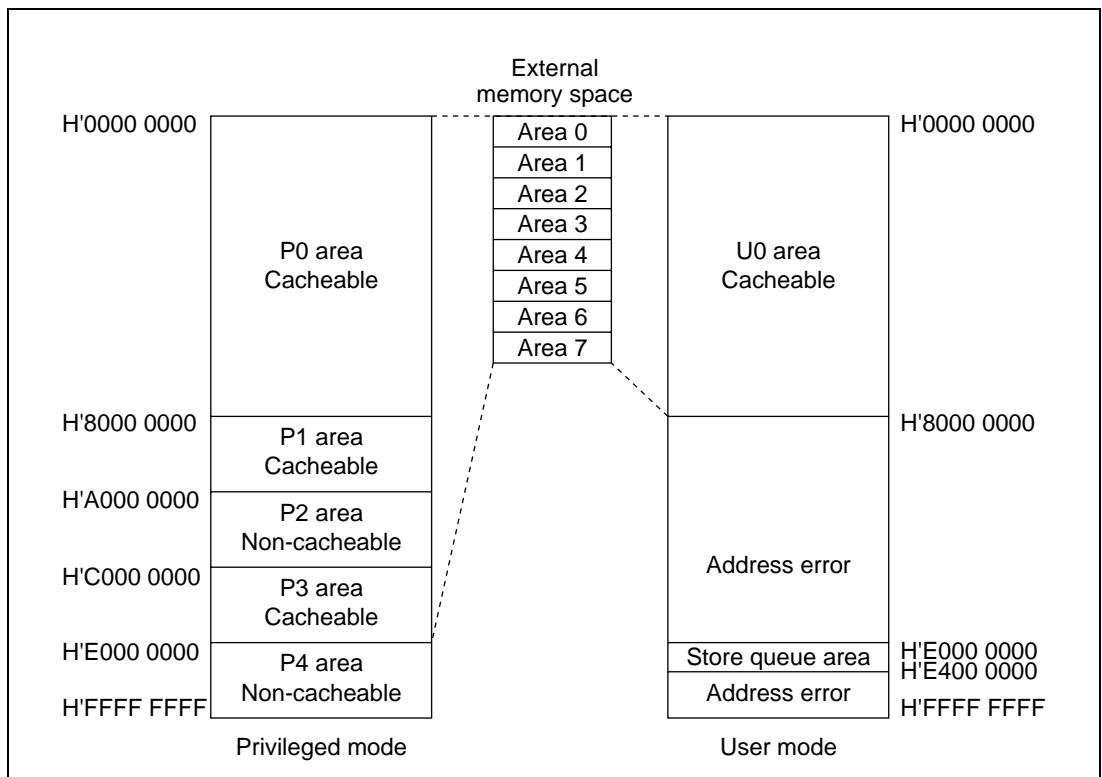 External
memory space
H'0000 0000
Area 0
H'0000 0000
Area 1
Area 2
Area 3
Area 4
Area 5
Area 6
Area 7
P0 area
Cacheable
U0 area
Cacheable
H'8000 0000
H'8000 0000
P1 area
Cacheable
H'A000 0000
P2 area
Non-cacheable
H'C000 0000
P3 area
Cacheable
Address error
H'E000 0000
P4 area
Non-cacheable
Store queue area
H'E000 0000
H'E400 0000
Address error
H'FFFF FFFF
H'FFFF FFFF
Privileged mode
User mode